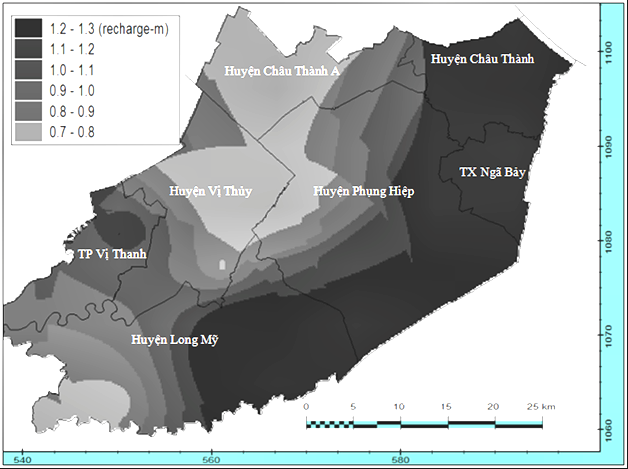 1.2 - 1.3 (recharge-m)
1.1 - 1.2
1.0 - 1.1
0.9 - 1.0
0.8 - 0.9
0.7 - 0.8
Huyện Châu Thành A
Huyện Châu Thành
TX Ngã Bảy
Huyện Vị Thủy
Huyện Phụng Hiệp
TP Vị Thanh
Huyện Long Mỹ
0 5 10 15 20 25 km
540 560 580
1100
1090
1080
1070
1060